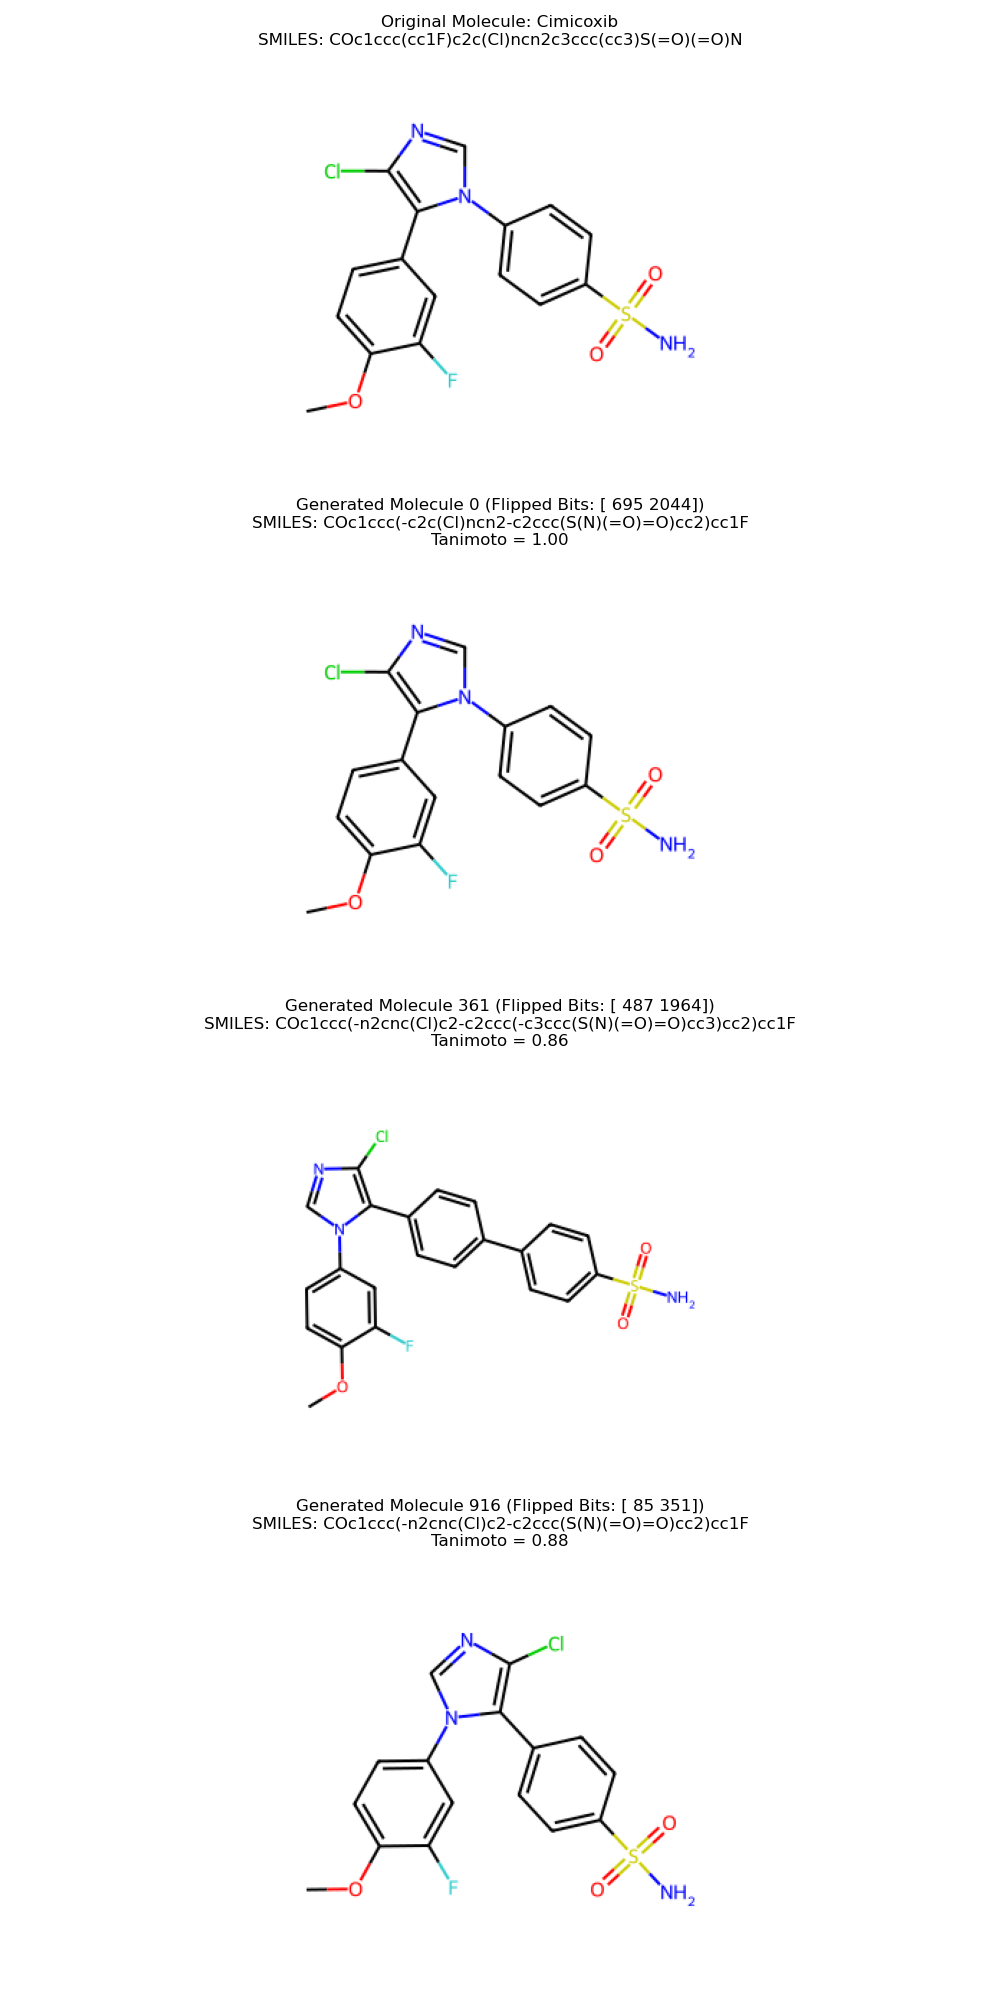 Original Molecule: Cimicoxib
SMILES: COc1ccc(cc1F)c2c(Cl)ncn2c3ccc(cc3)S(=O)(=O)N
N
Cl
N
O
S
O
NH2
F
O
Generated Molecule 0 (Flipped Bits: [ 695 2044])
SMILES: COc1ccc(-c2c(Cl)ncn2-c2ccc(S(N)(=O)=O)cc2)cc1F
Tanimoto = 1.00
N
Cl
N
O
S
O
NH2
F
O
Generated Molecule 361 (Flipped Bits: [ 487 1964])
SMILES: COc1ccc(-n2cnc(Cl)c2-c2ccc(-c3ccc(S(N)(=O)=O)cc3)cc2)cc1F
Tanimoto = 0.86
Cl
N
N
O
S
NH2
O
F
O
Generated Molecule 916 (Flipped Bits: [ 85 351])
SMILES: COc1ccc(-n2cnc(Cl)c2-c2ccc(S(N)(=O)=O)cc2)cc1F
Tanimoto = 0.88
N
Cl
N
O
S
O
F
NH2
O